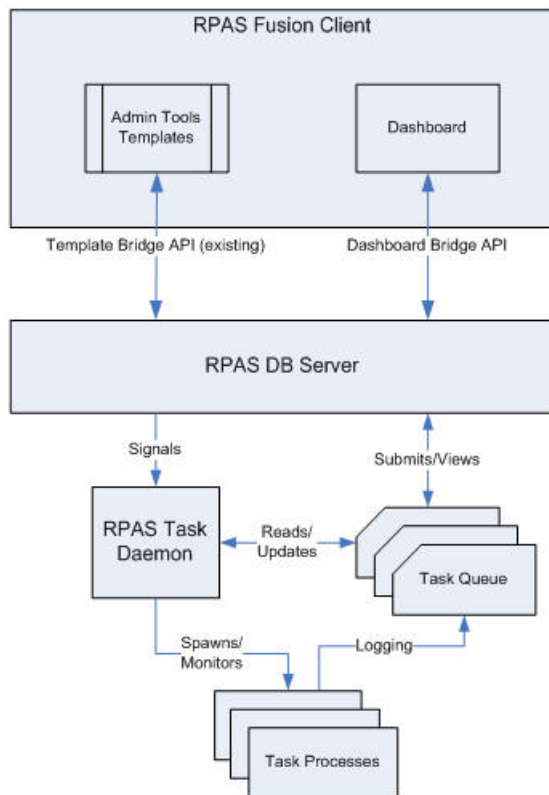 RPAS Fusion Client
Admin Tools
Templates
Dashboard
Template Bridge API (existing)
Dashboard Bridge API
RPAS DB Server
Signals
Submits/Views
RPAS Task
Daemon
Reads/
Updates
Task Queue
Spawns/
Monitors
Logging
Task Processes